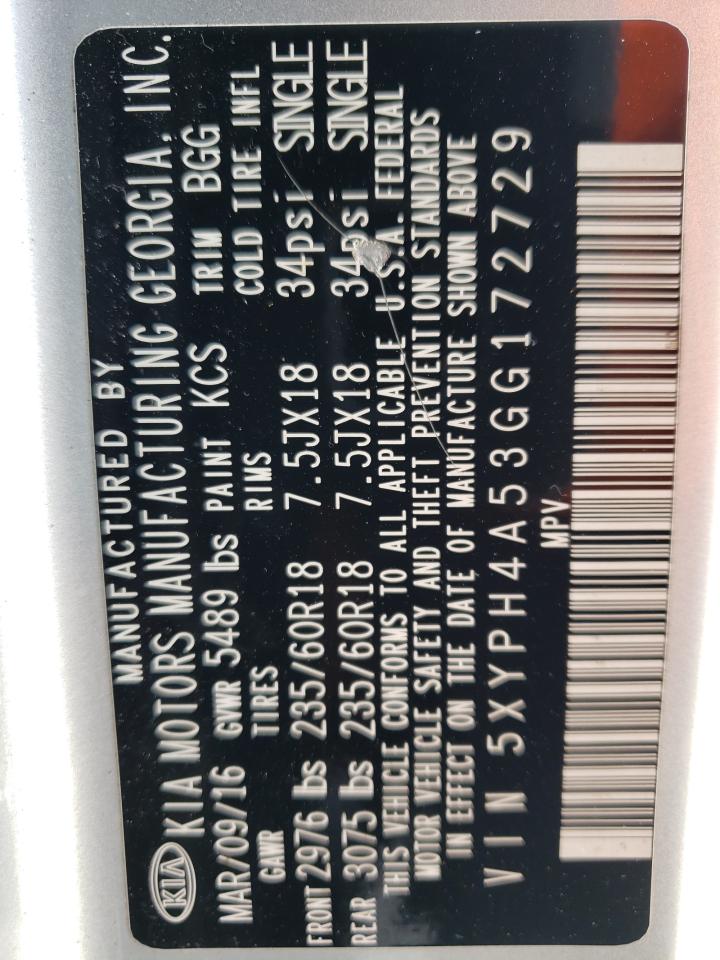 MANUFACTURED BY
KIA KIA MOTORS MANUFACTURING GEORGIA, INC.
MAR/09/16 GVWR 5489 lbs PAINT KCS TRIM BGG
GAWR TIRES RIMS COLD TIRE INFL
FRONT 2976 lbs 235/60R18 7.5JX18 34psi SINGLE
REAR 3075 lbs 235/60R18 7.5JX18 34psi SINGLE
THIS VEHICLE CONFORMS TO ALL APPLICABLE U.S.A. FEDERAL
MOTOR VEHICLE SAFETY AND THEFT PREVENTION STANDARDS
IN EFFECT ON THE DATE OF MANUFACTURE SHOWN ABOVE
VIN 5XYPH4A53GG172729
MPV